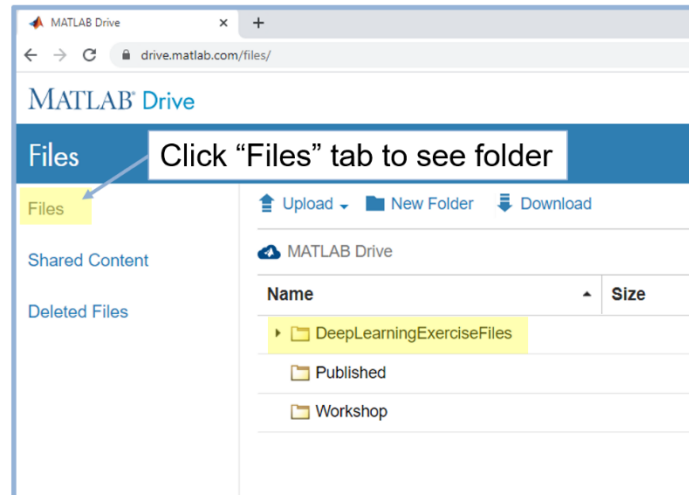 MATLAB Drive
drive.matlab.com/files/
MATLAB® Drive
Files
Click “Files” tab to see folder
Files
Shared Content
Deleted Files
Upload New Folder Download
MATLAB Drive
Name Size
DeepLearningExerciseFiles
Published
Workshop